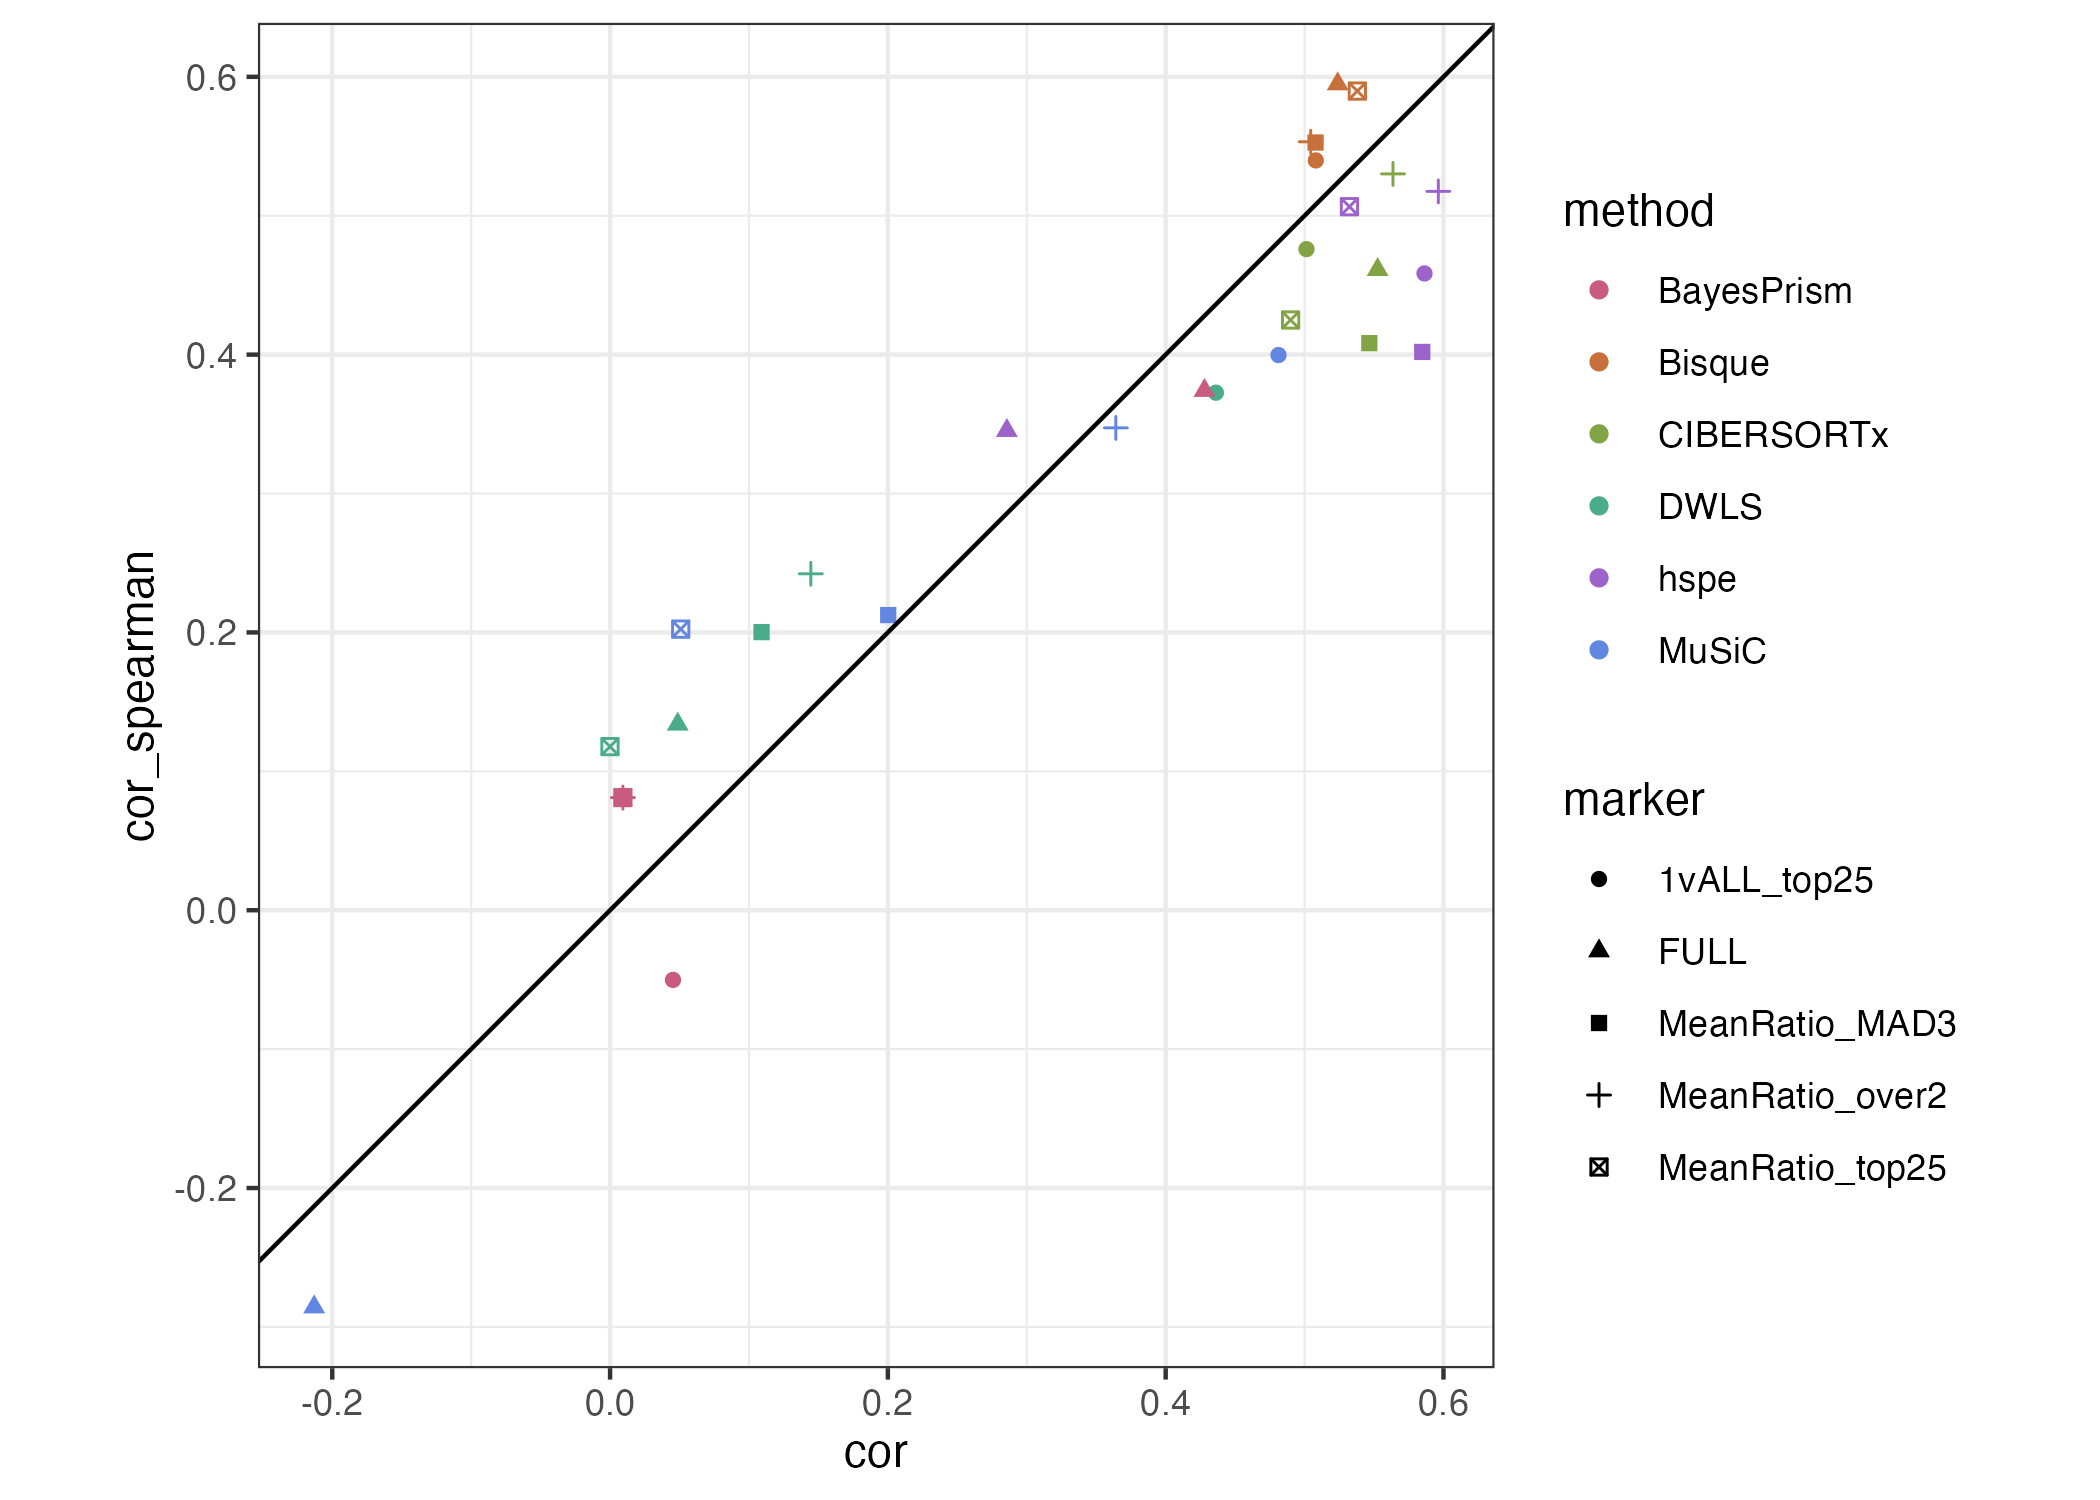 0.6
0.4
0.2
0.0
-0.2
-0.2
0.0
0.2
0.4
0.6
cor
cor_spearman
method
BayesPrism
Bisque
CIBERSORTx
DWLS
hspe
MuSiC
marker
1vALL_top25
FULL
MeanRatio_MAD3
MeanRatio_over2
MeanRatio_top25